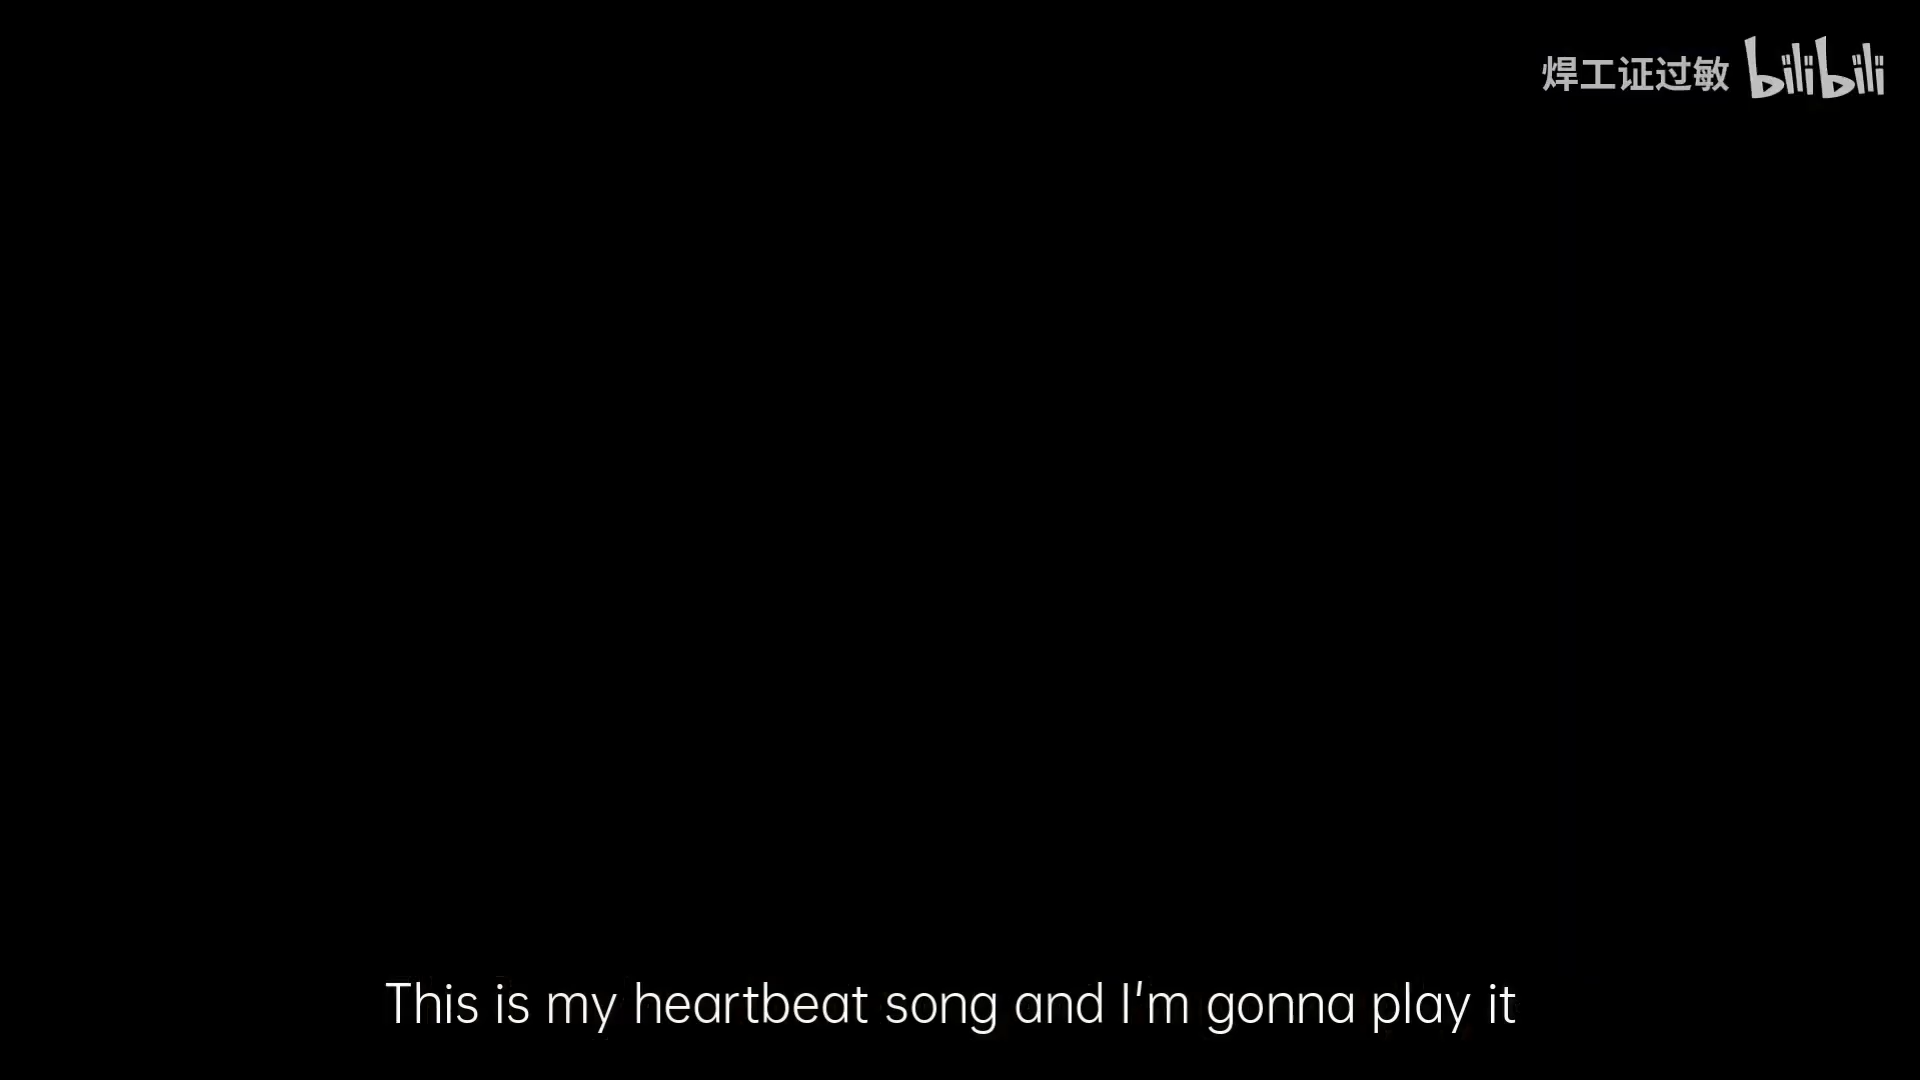 焊工证过敏 bilibili
This is my heartbeat song and I'm gonna play it